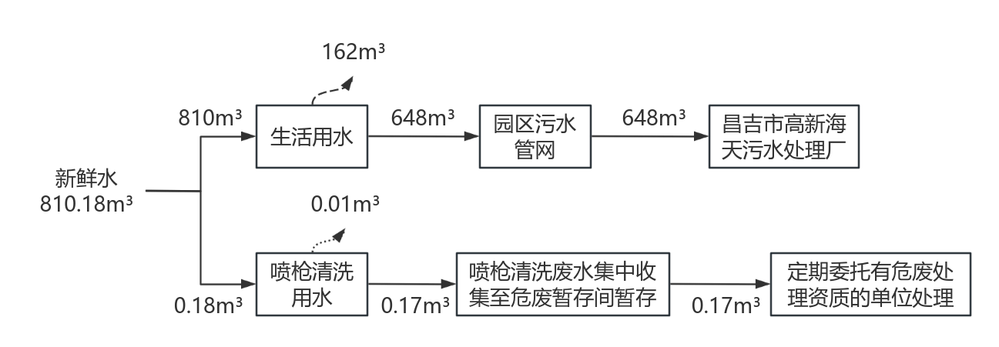 162m³
810m³
生活用水
648m³
园区污水
管网
648m³
昌吉市高新海
天污水处理厂
新鲜水
810.18m³
0.01m³
0.18m³
喷枪清洗
用水
0.17m³
喷枪清洗废水集中收
集至危废暂存间暂存
0.17m³
定期委托有危废处
理资质的单位处理